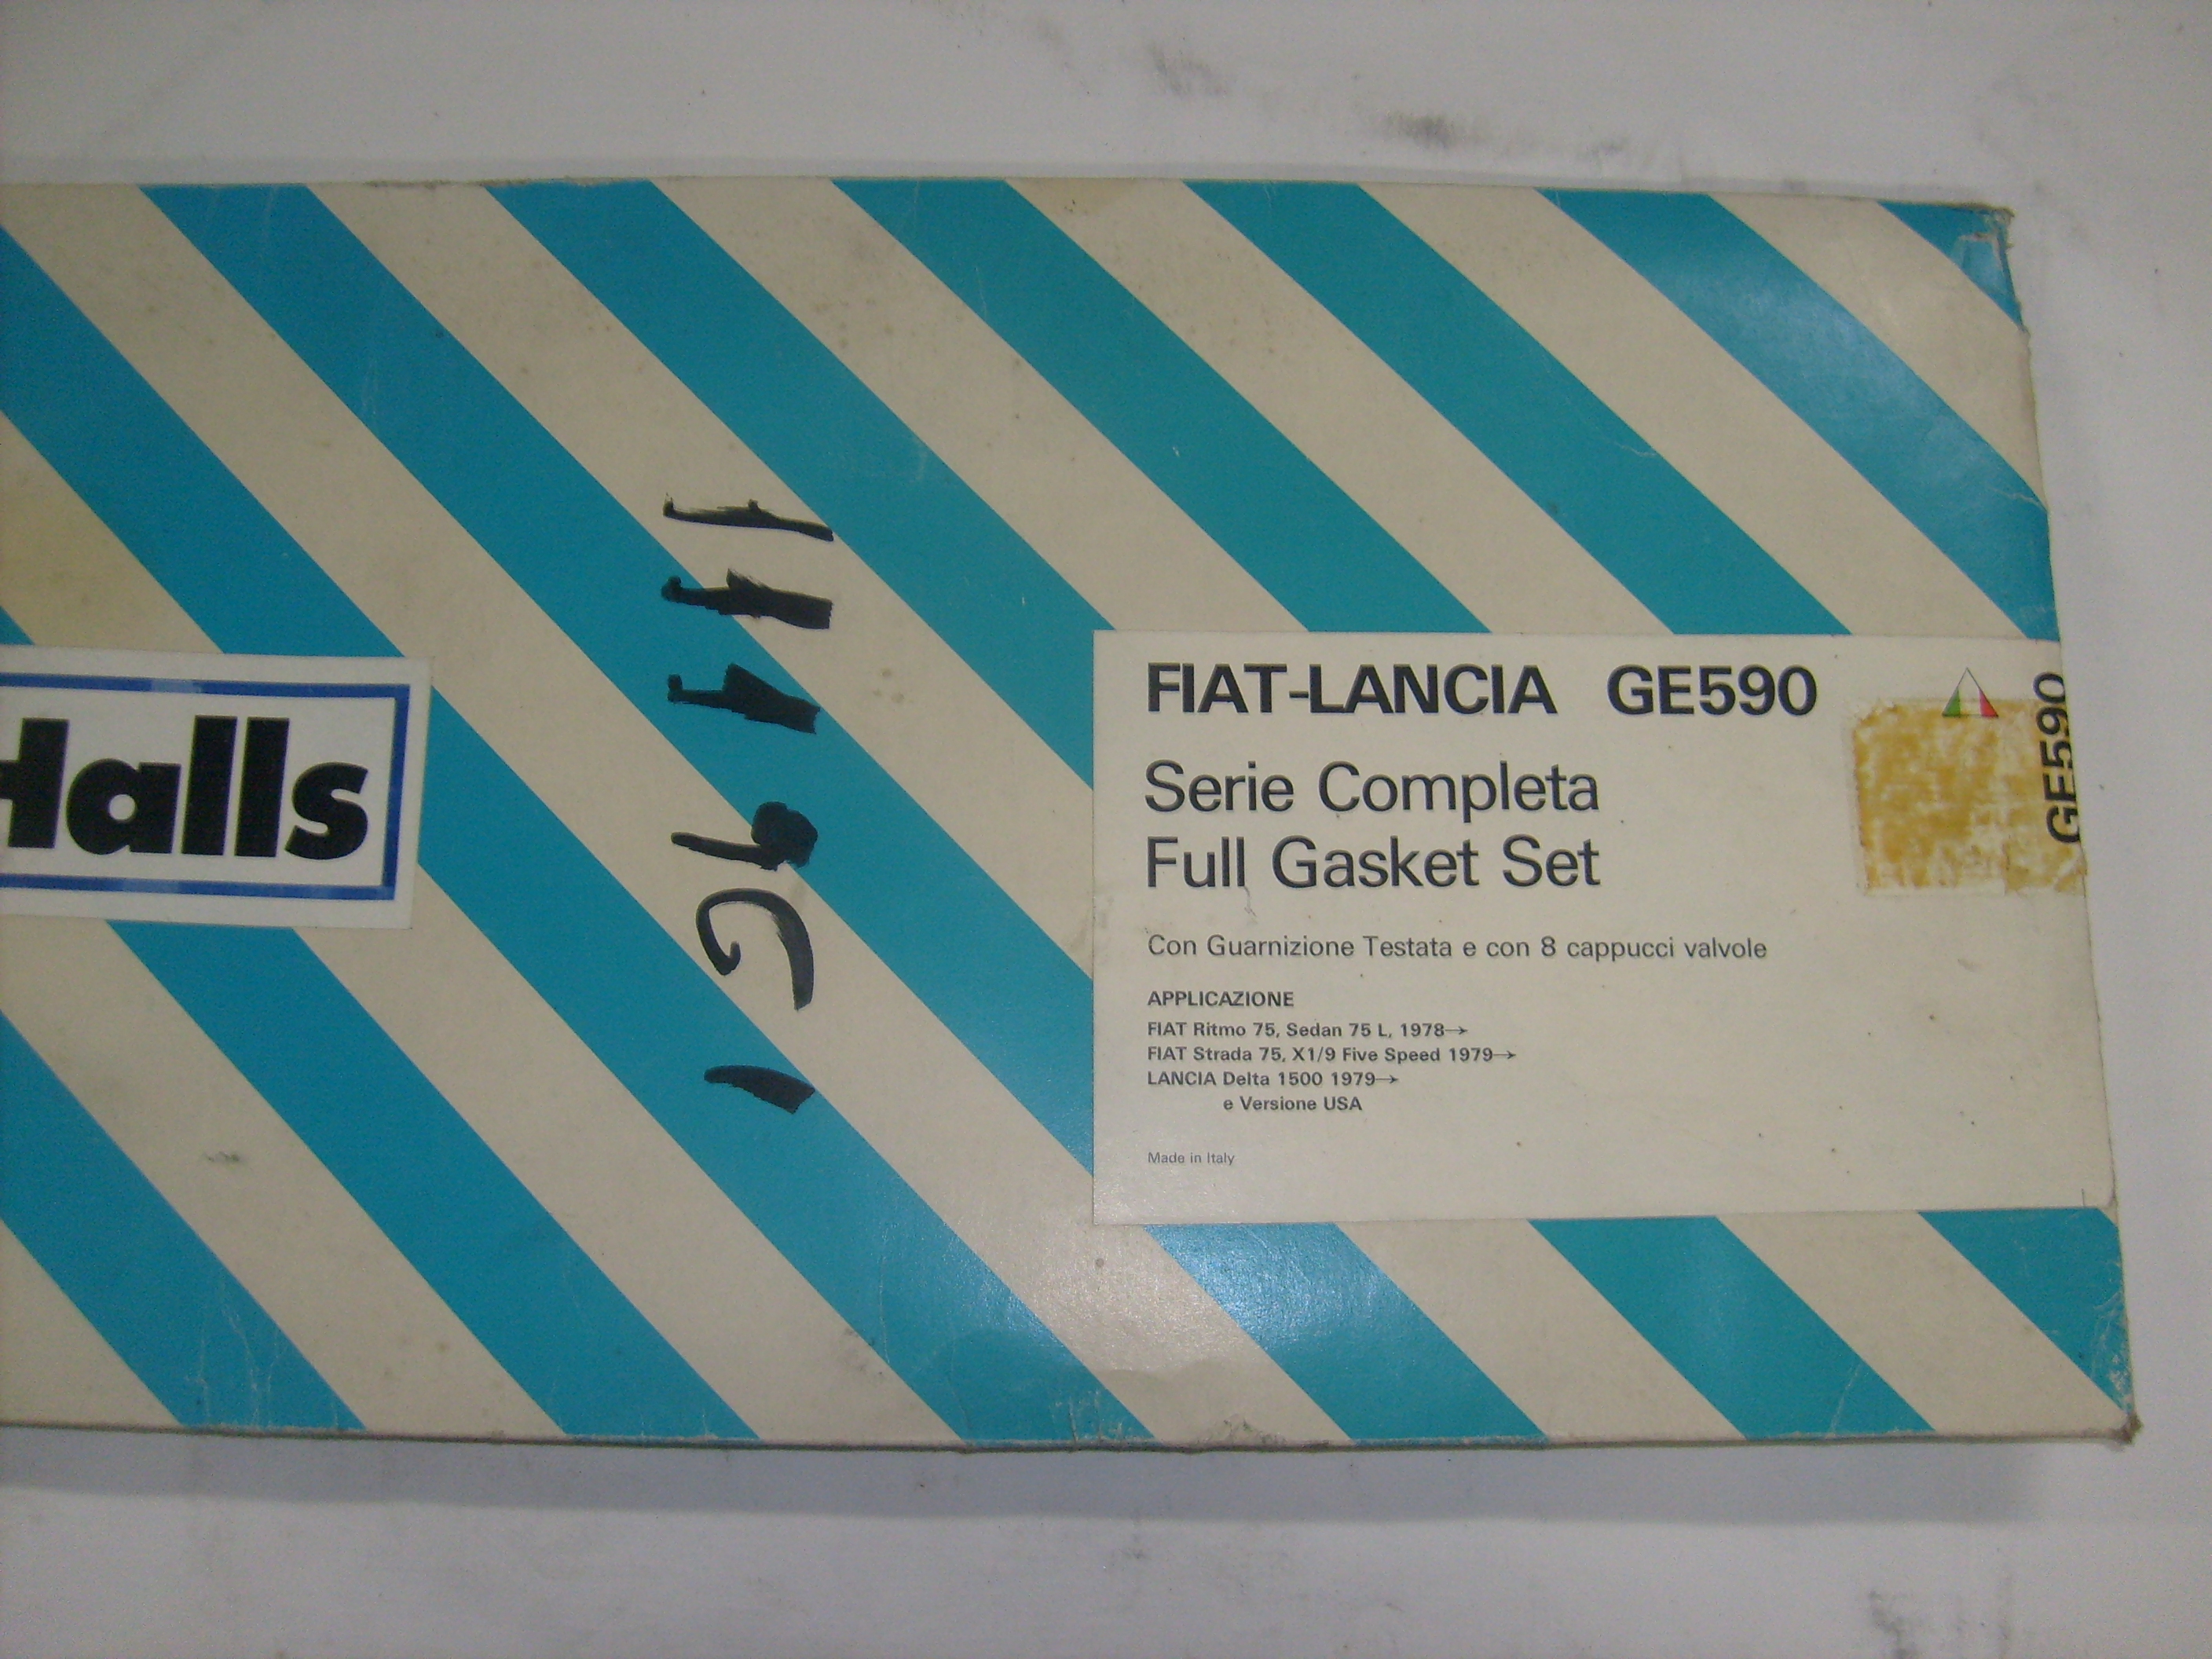 Halls
FIAT-LANCIA GE590
Serie Completa
Full Gasket Set
Con Guarnizione Testata e con 8 cappucci valvole
APPLICAZIONE
FIAT Ritmo 75, Sedan 75 L, 1978→
FIAT Strada 75, X1/9 Five Speed 1979→
LANCIA Delta 1500 1979→
e Versione USA
Made in Italy
GE590